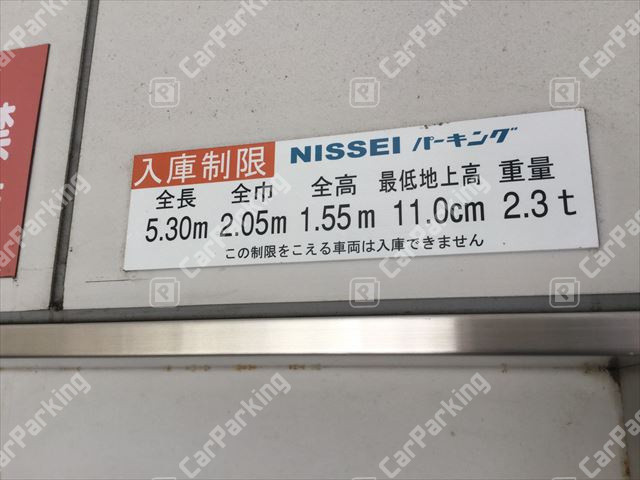 入庫制限 NISSEI パーキング
全長 全巾 全高 最低地上高 重量
5.30m 2.05m 1.55m 11.0cm 2.3t
この制限をこえる車両は入庫できません
禁
CarParking